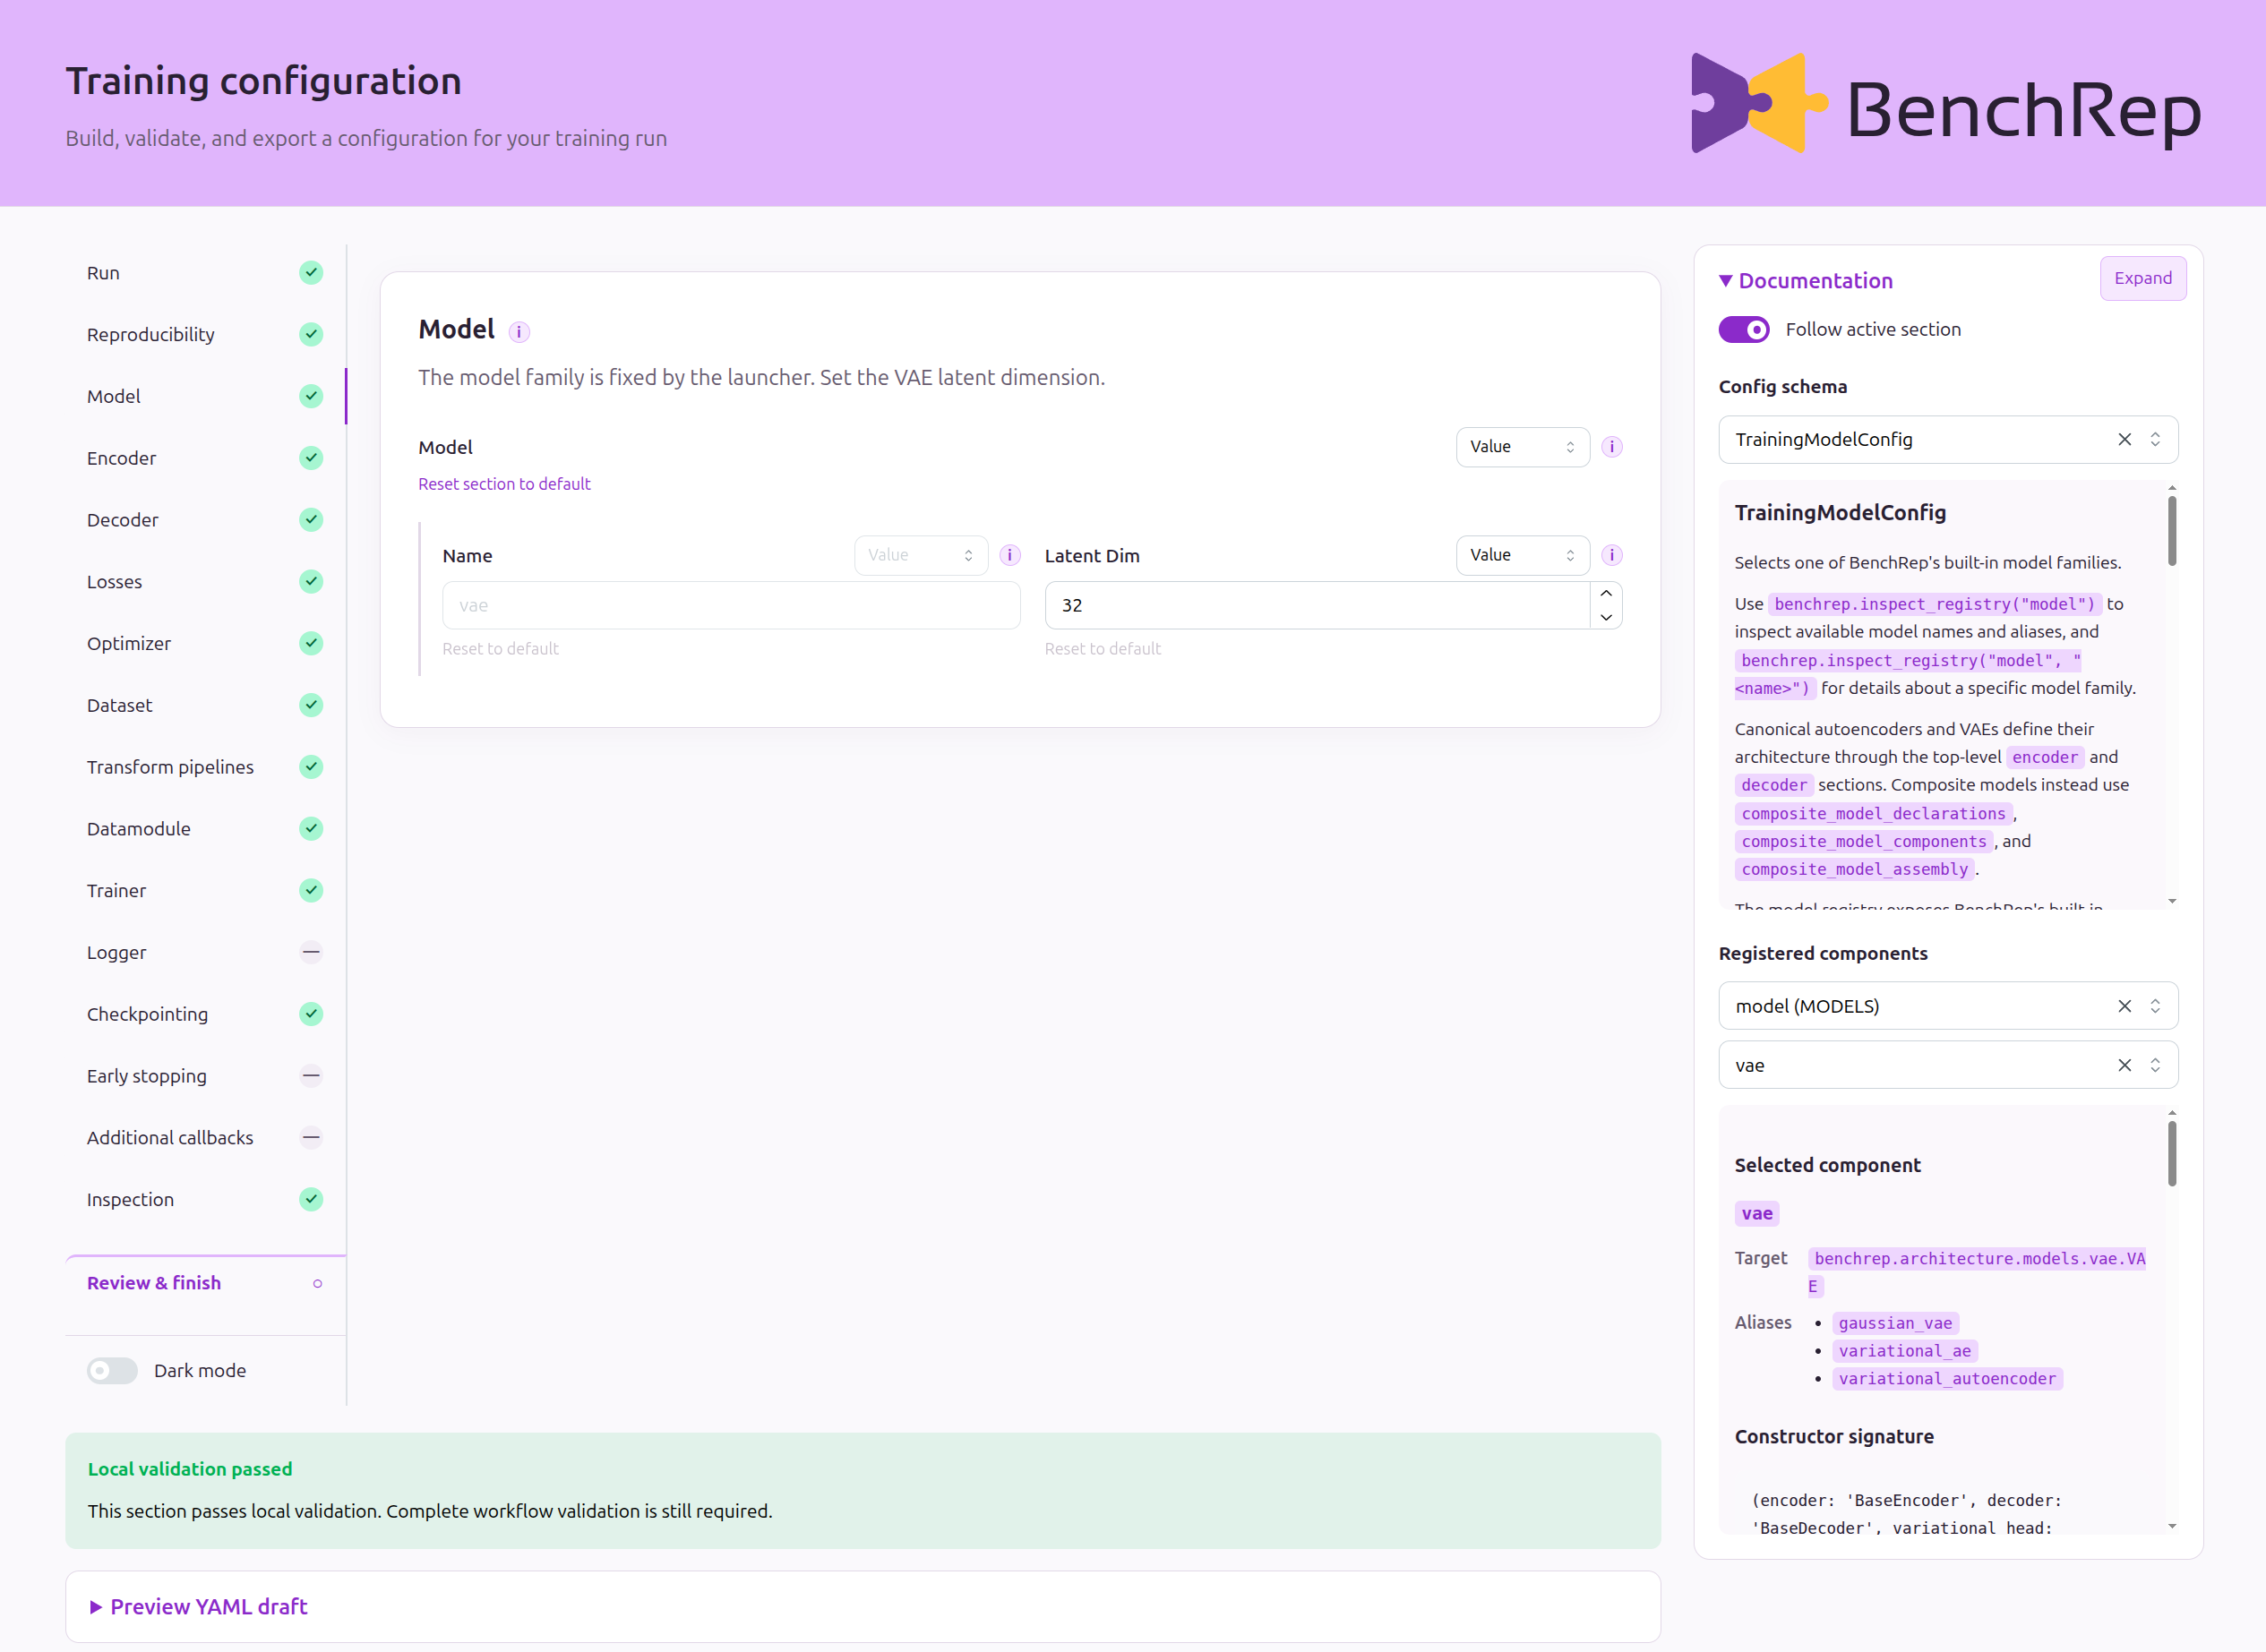 Training configuration
Build, validate, and export a configuration for your training run
BenchRep
Run
Reproducibility
Model
Encoder
Decoder
Losses
Optimizer
Dataset
Transform pipelines
Datamodule
Trainer
Logger
Checkpointing
Early stopping
Additional callbacks
Inspection
Review & finish
Dark mode
Model i
The model family is fixed by the launcher. Set the VAE latent dimension.
Model Value i
Reset section to default
Name Value i
vae
Reset to default
Latent Dim Value i
32
Reset to default
Local validation passed
This section passes local validation. Complete workflow validation is still required.
Preview YAML draft
Documentation
Expand
Follow active section
Config schema
TrainingModelConfig
TrainingModelConfig
Selects one of BenchRep's built-in model families.
Use benchrep.inspect_registry("model") to
inspect available model names and aliases, and
benchrep.inspect_registry("model", "
<name>") for details about a specific model family.
Canonical autoencoders and VAEs define their
architecture through the top-level encoder and
decoder sections. Composite models instead use
composite_model_declarations,
composite_model_components, and
composite_model_assembly.
The model registry exposes BenchRep's built-in
Registered components
model (MODELS)
vae
Selected component
vae
Target benchrep.architecture.models.vae.VA
E
Aliases • gaussian_vae
• variational_ae
• variational_autoencoder
Constructor signature
(encoder: 'BaseEncoder', decoder:
'BaseDecoder', variational_head: